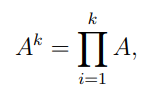 $A^k = \prod_{i=1}^{k} A,$